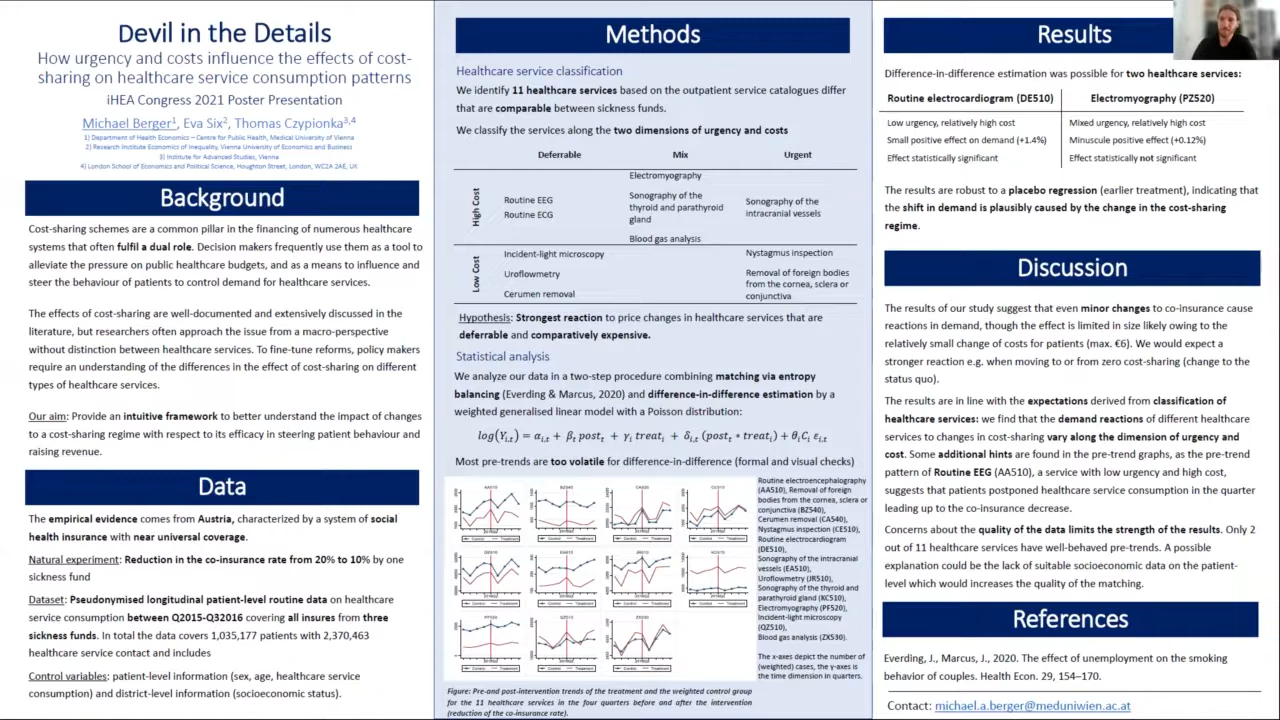 Devil in the Details
How urgency and costs influence the effects of cost-
sharing on healthcare service consumption patterns
iHEA Congress 2021 Poster Presentation
Michael Berger1, Eva Six2, Thomas Czypionka3,4
1) Department of Health Economics – Centre for Public Health, Medical University of Vienna
2) Research Institute Economics of Inequality, Vienna University of Economics and Business
3) Institute for Advanced Studies, Vienna
4) London School of Economics and Political Science, Houghton Street, London, WC2A 2AE, UK
Background
Cost-sharing schemes are a common pillar in the financing of numerous healthcare
systems that often fulfil a dual role. Decision makers frequently use them as a tool to
alleviate the pressure on public healthcare budgets, and as a means to influence and
steer the behaviour of patients to control demand for healthcare services.
The effects of cost-sharing are well-documented and extensively discussed in the
literature, but researchers often approach the issue from a macro-perspective
without distinction between healthcare services. To fine-tune reforms, policy makers
require an understanding of the differences in the effect of cost-sharing on different
types of healthcare services.
Our aim: Provide an intuitive framework to better understand the impact of changes
to a cost-sharing regime with respect to its efficacy in steering patient behaviour and
raising revenue.
Data
The empirical evidence comes from Austria, characterized by a system of social
health insurance with near universal coverage.
Natural experiment: Reduction in the co-insurance rate from 20% to 10% by one
sickness fund
Dataset: Merged longitudinal patient-level routine data on healthcare
service consumption between Q2015-Q32016 covering all insures from three
sickness funds. In total the data covers 1,035,177 patients with 2,370,463
healthcare service contact and includes
Control variables: patient-level information (sex, age, healthcare service
consumption) and district-level information (socioeconomic status).
Methods
Healthcare service classification
We identify 11 healthcare services based on the outpatient service catalogues differ
that are comparable between sickness funds.
We classify the services along the two dimensions of urgency and costs
Deferrable Mix Urgent
High Cost
Routine EEG
Routine ECG
Electromyography
Sonography of the
thyroid and parathyroid
gland
Blood gas analysis
Sonography of the
intracranial vessels
Low Cost
Incident-light microscopy
Uroflowmetry
Cerumen removal
Nystagmus inspection
Removal of foreign bodies
from the cornea, sclera or
conjunctiva
Hypothesis: Strongest reaction to price changes in healthcare services that are
deferrable and comparatively expensive.
Statistical analysis
We analyze our data in a two-step procedure combining matching via entropy
balancing (Everding & Marcus, 2020) and difference-in-difference estimation by a
weighted generalised linear model with a Poisson distribution:
log(Yi,t) = αi,t + βt postt + γi treati + δi,t (postt * treati) + θiCi εi,t
Most pre-trends are too volatile for difference-in-difference (formal and visual checks)
Routine electroencephalography
(AA510), Removal of foreign
bodies from the cornea, sclera or
conjunctiva (BZ540),
Cerumen removal (CA540),
Nystagmus inspection (CE510),
Routine electrocardiogram
(DE510),
Sonography of the intracranial
vessels (EA510),
Uroflowmetry (JR510),
Sonography of the thyroid and
parathyroid gland (KC510),
Electromyography (PF520),
Incident-light microscopy
(QZ510),
Blood gas analysis (ZX530).
The x-axes depict the number of
(weighted) cases, the y-axes is
the time dimension in quarters.
Figure: Pre-and post-intervention trends of the treatment and the weighted control group
for the 11 healthcare services in the four quarters before and after the intervention
(reduction of the co-insurance rate).
Results
Difference-in-difference estimation was possible for two healthcare services:
Routine electrocardiogram (DE510) Electromyography (PZ520)
Low urgency, relatively high cost Mixed urgency, relatively high cost
Small positive effect on demand (+1.4%) Minuscule positive effect (+0.12%)
Effect statistically significant Effect statistically not significant
The results are robust to a placebo regression (earlier treatment), indicating that
the shift in demand is plausibly caused by the change in the cost-sharing
regime.
Discussion
The results of our study suggest that even minor changes to co-insurance cause
reactions in demand, though the effect is limited in size likely owing to the
relatively small change of costs for patients (max. €6). We would expect a
stronger reaction e.g. when moving to or from zero cost-sharing (change to the
status quo).
The results are in line with the expectations derived from classification of
healthcare services: we find that the demand reactions of different healthcare
services to changes in cost-sharing vary along the dimension of urgency and
cost. Some additional hints are found in the pre-trend graphs, as the pre-trend
pattern of Routine EEG (AA510), a service with low urgency and high cost,
suggests that patients postponed healthcare service consumption in the quarter
leading up to the co-insurance decrease.
Concerns about the quality of the data limits the strength of the results. Only 2
out of 11 healthcare services have well-behaved pre-trends. A possible
explanation could be the lack of suitable socioeconomic data on the patient-
level which would increases the quality of the matching.
References
Everding, J., Marcus, J., 2020. The effect of unemployment on the smoking
behavior of couples. Health Econ. 29, 154–170.
Contact: michael.a.berger@meduniwien.ac.at